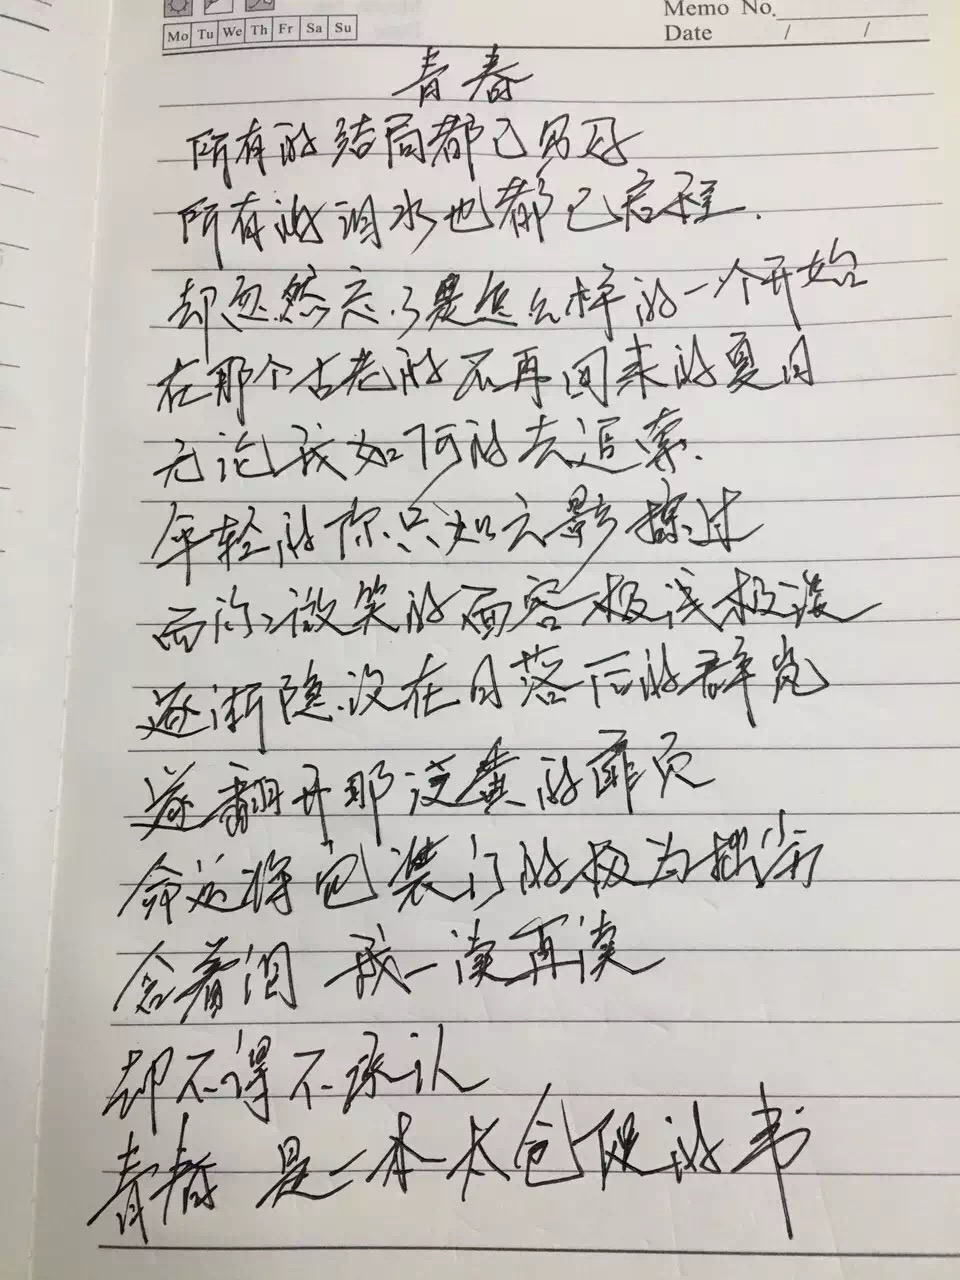 Mo Tu We Th Fr Sa Su
Memo No.
Date / /
青春
所有的结局都已写好
所有的泪水也都已启程.
却忽然忘了是怎么样的一个开始
在那个古老的不再回来的夏日
无论我如何的去追索.
年轻的你只如云影掠过
而你微笑的面容极浅极淡
逐渐隐没在日落后的群岚
遂翻开那泛黄的扉页
命运将它装订的极为拙劣
含着泪 我一读再读
却不得不承认
青春是一本太仓促的书